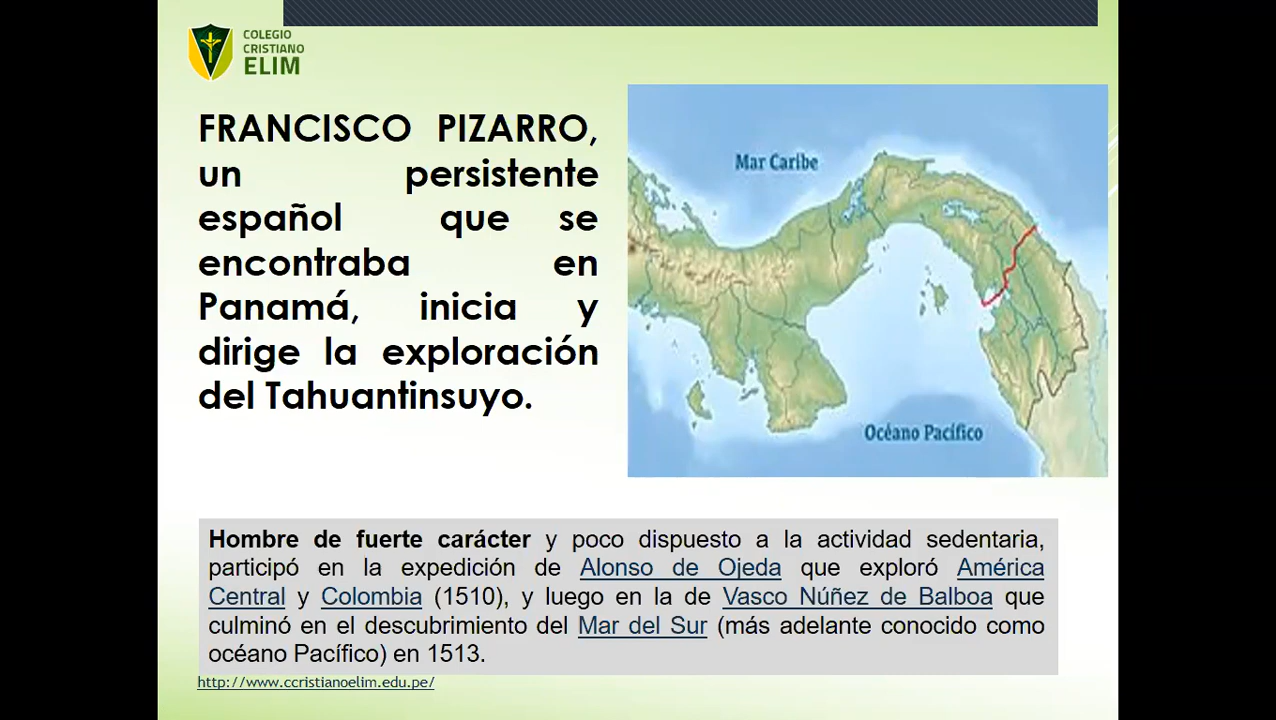 COLEGIO
CRISTIANO
ELIM
FRANCISCO PIZARRO,
un persistente
español que se
encontraba en
Panamá, inicia y
dirige la exploración
del Tahuantinsuyo.
Mar Caribe
Océano Pacífico
Hombre de fuerte carácter y poco dispuesto a la actividad sedentaria,
participó en la expedición de Alonso de Ojeda que exploró América
Central y Colombia (1510), y luego en la de Vasco Núñez de Balboa que
culminó en el descubrimiento del Mar del Sur (más adelante conocido como
océano Pacífico) en 1513.
http://www.ccristianoelim.edu.pe/